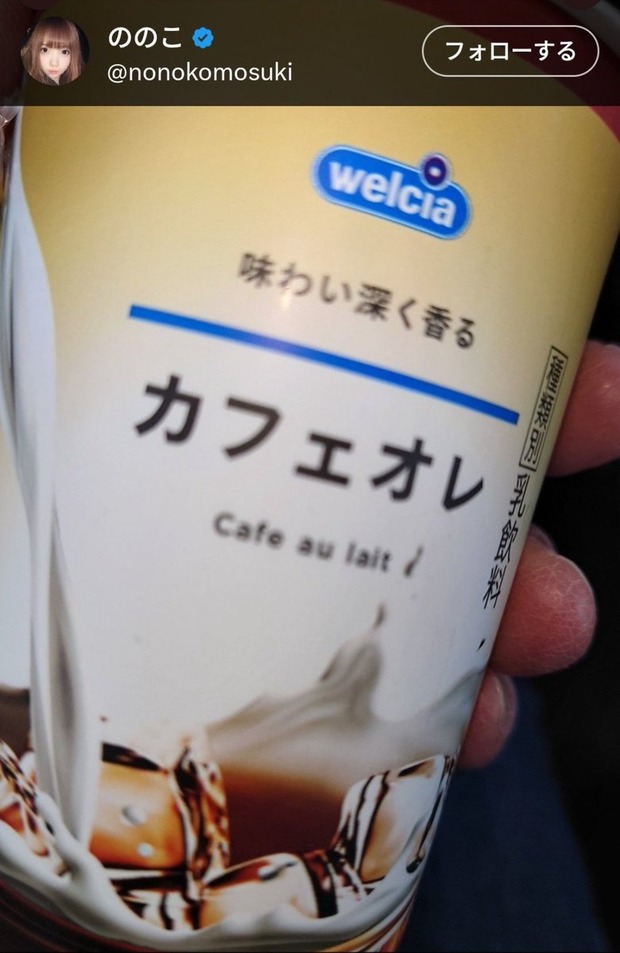 ののこ
@nonokomosuki
フォローする
welcia
味わい深く香る
カフェオレ
Cafe au lait
種類別 乳飲料